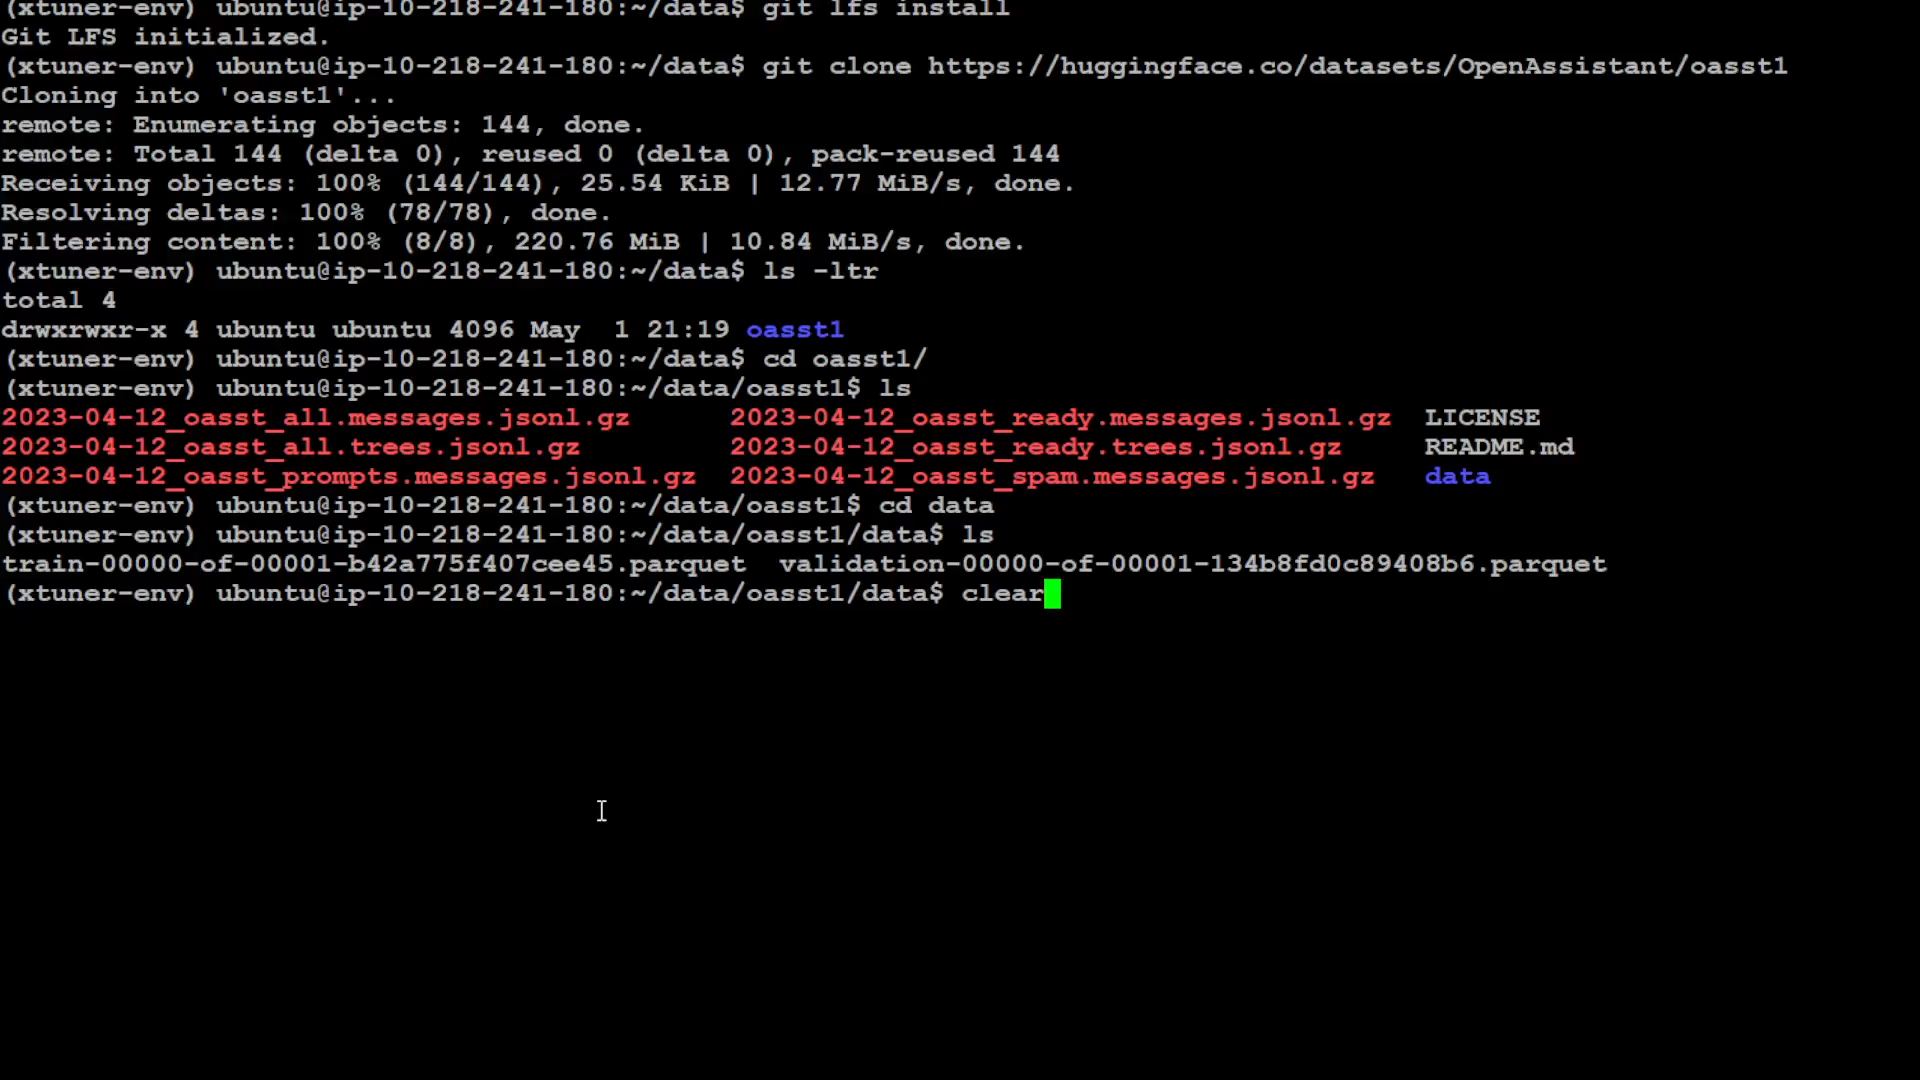 (xtuner-env) ubuntu@ip-10-218-241-180:~/data$ git lfs install
Git LFS initialized.
(xtuner-env) ubuntu@ip-10-218-241-180:~/data$ git clone https://huggingface.co/datasets/OpenAssistant/oasst1
Cloning into 'oasst1'...
remote: Enumerating objects: 144, done.
remote: Total 144 (delta 0), reused 0 (delta 0), pack-reused 144
Receiving objects: 100% (144/144), 25.54 KiB | 12.77 MiB/s, done.
Resolving deltas: 100% (78/78), done.
Filtering content: 100% (8/8), 220.76 MiB | 10.84 MiB/s, done.
(xtuner-env) ubuntu@ip-10-218-241-180:~/data$ ls -ltr
total 4
drwxrwxr-x 4 ubuntu ubuntu 4096 May  1 21:19 oasst1
(xtuner-env) ubuntu@ip-10-218-241-180:~/data$ cd oasst1/
(xtuner-env) ubuntu@ip-10-218-241-180:~/data/oasst1$ ls
2023-04-12_oasst_all.messages.jsonl.gz      2023-04-12_oasst_ready.messages.jsonl.gz  LICENSE
2023-04-12_oasst_all.trees.jsonl.gz         2023-04-12_oasst_ready.trees.jsonl.gz     README.md
2023-04-12_oasst_prompts.messages.jsonl.gz  2023-04-12_oasst_spam.messages.jsonl.gz   data
(xtuner-env) ubuntu@ip-10-218-241-180:~/data/oasst1$ cd data
(xtuner-env) ubuntu@ip-10-218-241-180:~/data/oasst1/data$ ls
train-00000-of-00001-b42a775f407cee45.parquet  validation-00000-of-00001-134b8fd0c89408b6.parquet
(xtuner-env) ubuntu@ip-10-218-241-180:~/data/oasst1/data$ clear